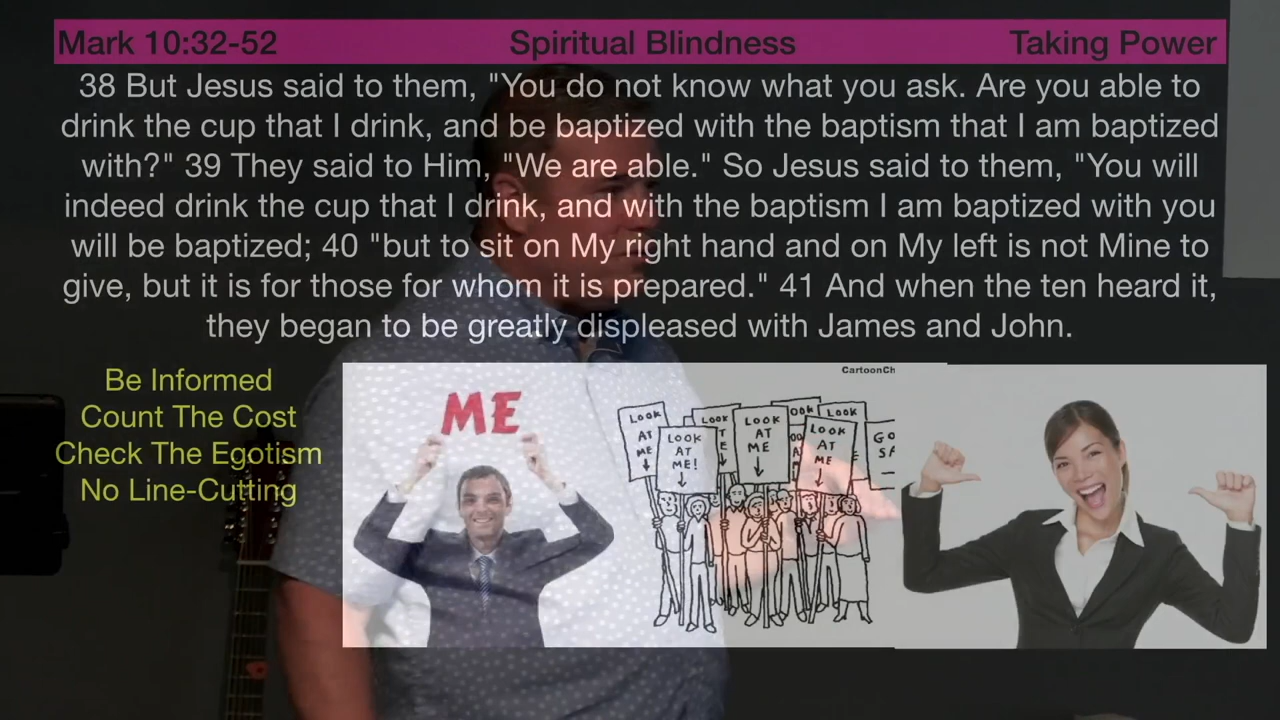 Mark 10:32-52 Spiritual Blindness Taking Power
38 But Jesus said to them, "You do not know what you ask. Are you able to
drink the cup that I drink, and be baptized with the baptism that I am baptized
with?" 39 They said to Him, "We are able." So Jesus said to them, "You will
indeed drink the cup that I drink, and with the baptism I am baptized with you
will be baptized; 40 "but to sit on My right hand and on My left is not Mine to
give, but it is for those for whom it is prepared." 41 And when the ten heard it,
they began to be greatly displeased with James and John.
Be Informed
Count The Cost
Check The Egotism
No Line-Cutting
ME
CartoonCh
LOOK
AT
ME
LOOK
AT
ME!
LOOK
LOOK
AT
ME
LOOK
AT
ME
LOOK
GO